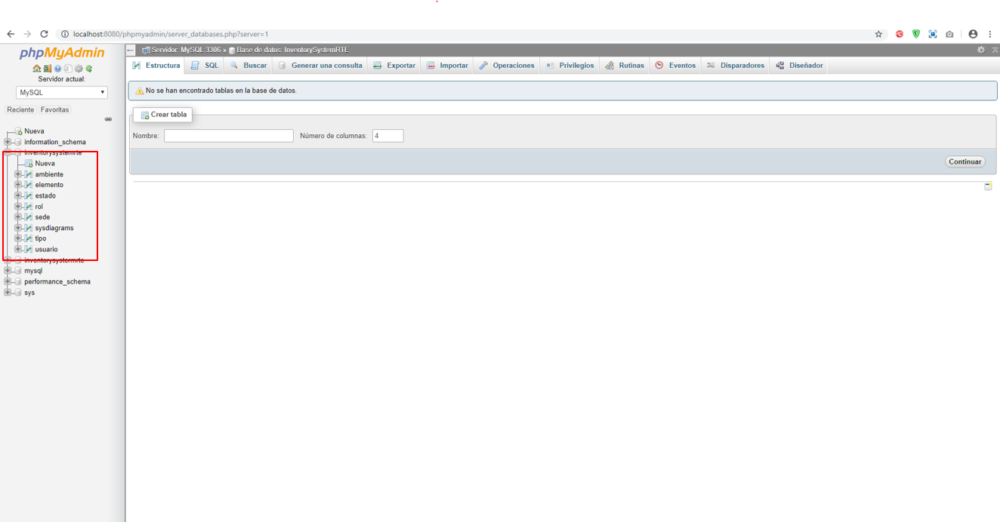 localhost:8080/phpmyadmin/server_databases.php?server=1
phpMyAdmin
Servidor actual:
MySQL
Reciente Favoritas
Nueva
information_schema
inventorysystemrte
Nueva
ambiente
elemento
estado
rol
sede
sysdiagrams
tipo
usuario
inventorysystermrte
mysql
performance_schema
sys
Servidor: MySQL:3306 » Base de datos: InventorySystemRTE
Estructura SQL Buscar Generar una consulta Exportar Importar Operaciones Privilegios Rutinas Eventos Disparadores Diseñador
No se han encontrado tablas en la base de datos.
Crear tabla
Nombre: Número de columnas: 4
Continuar